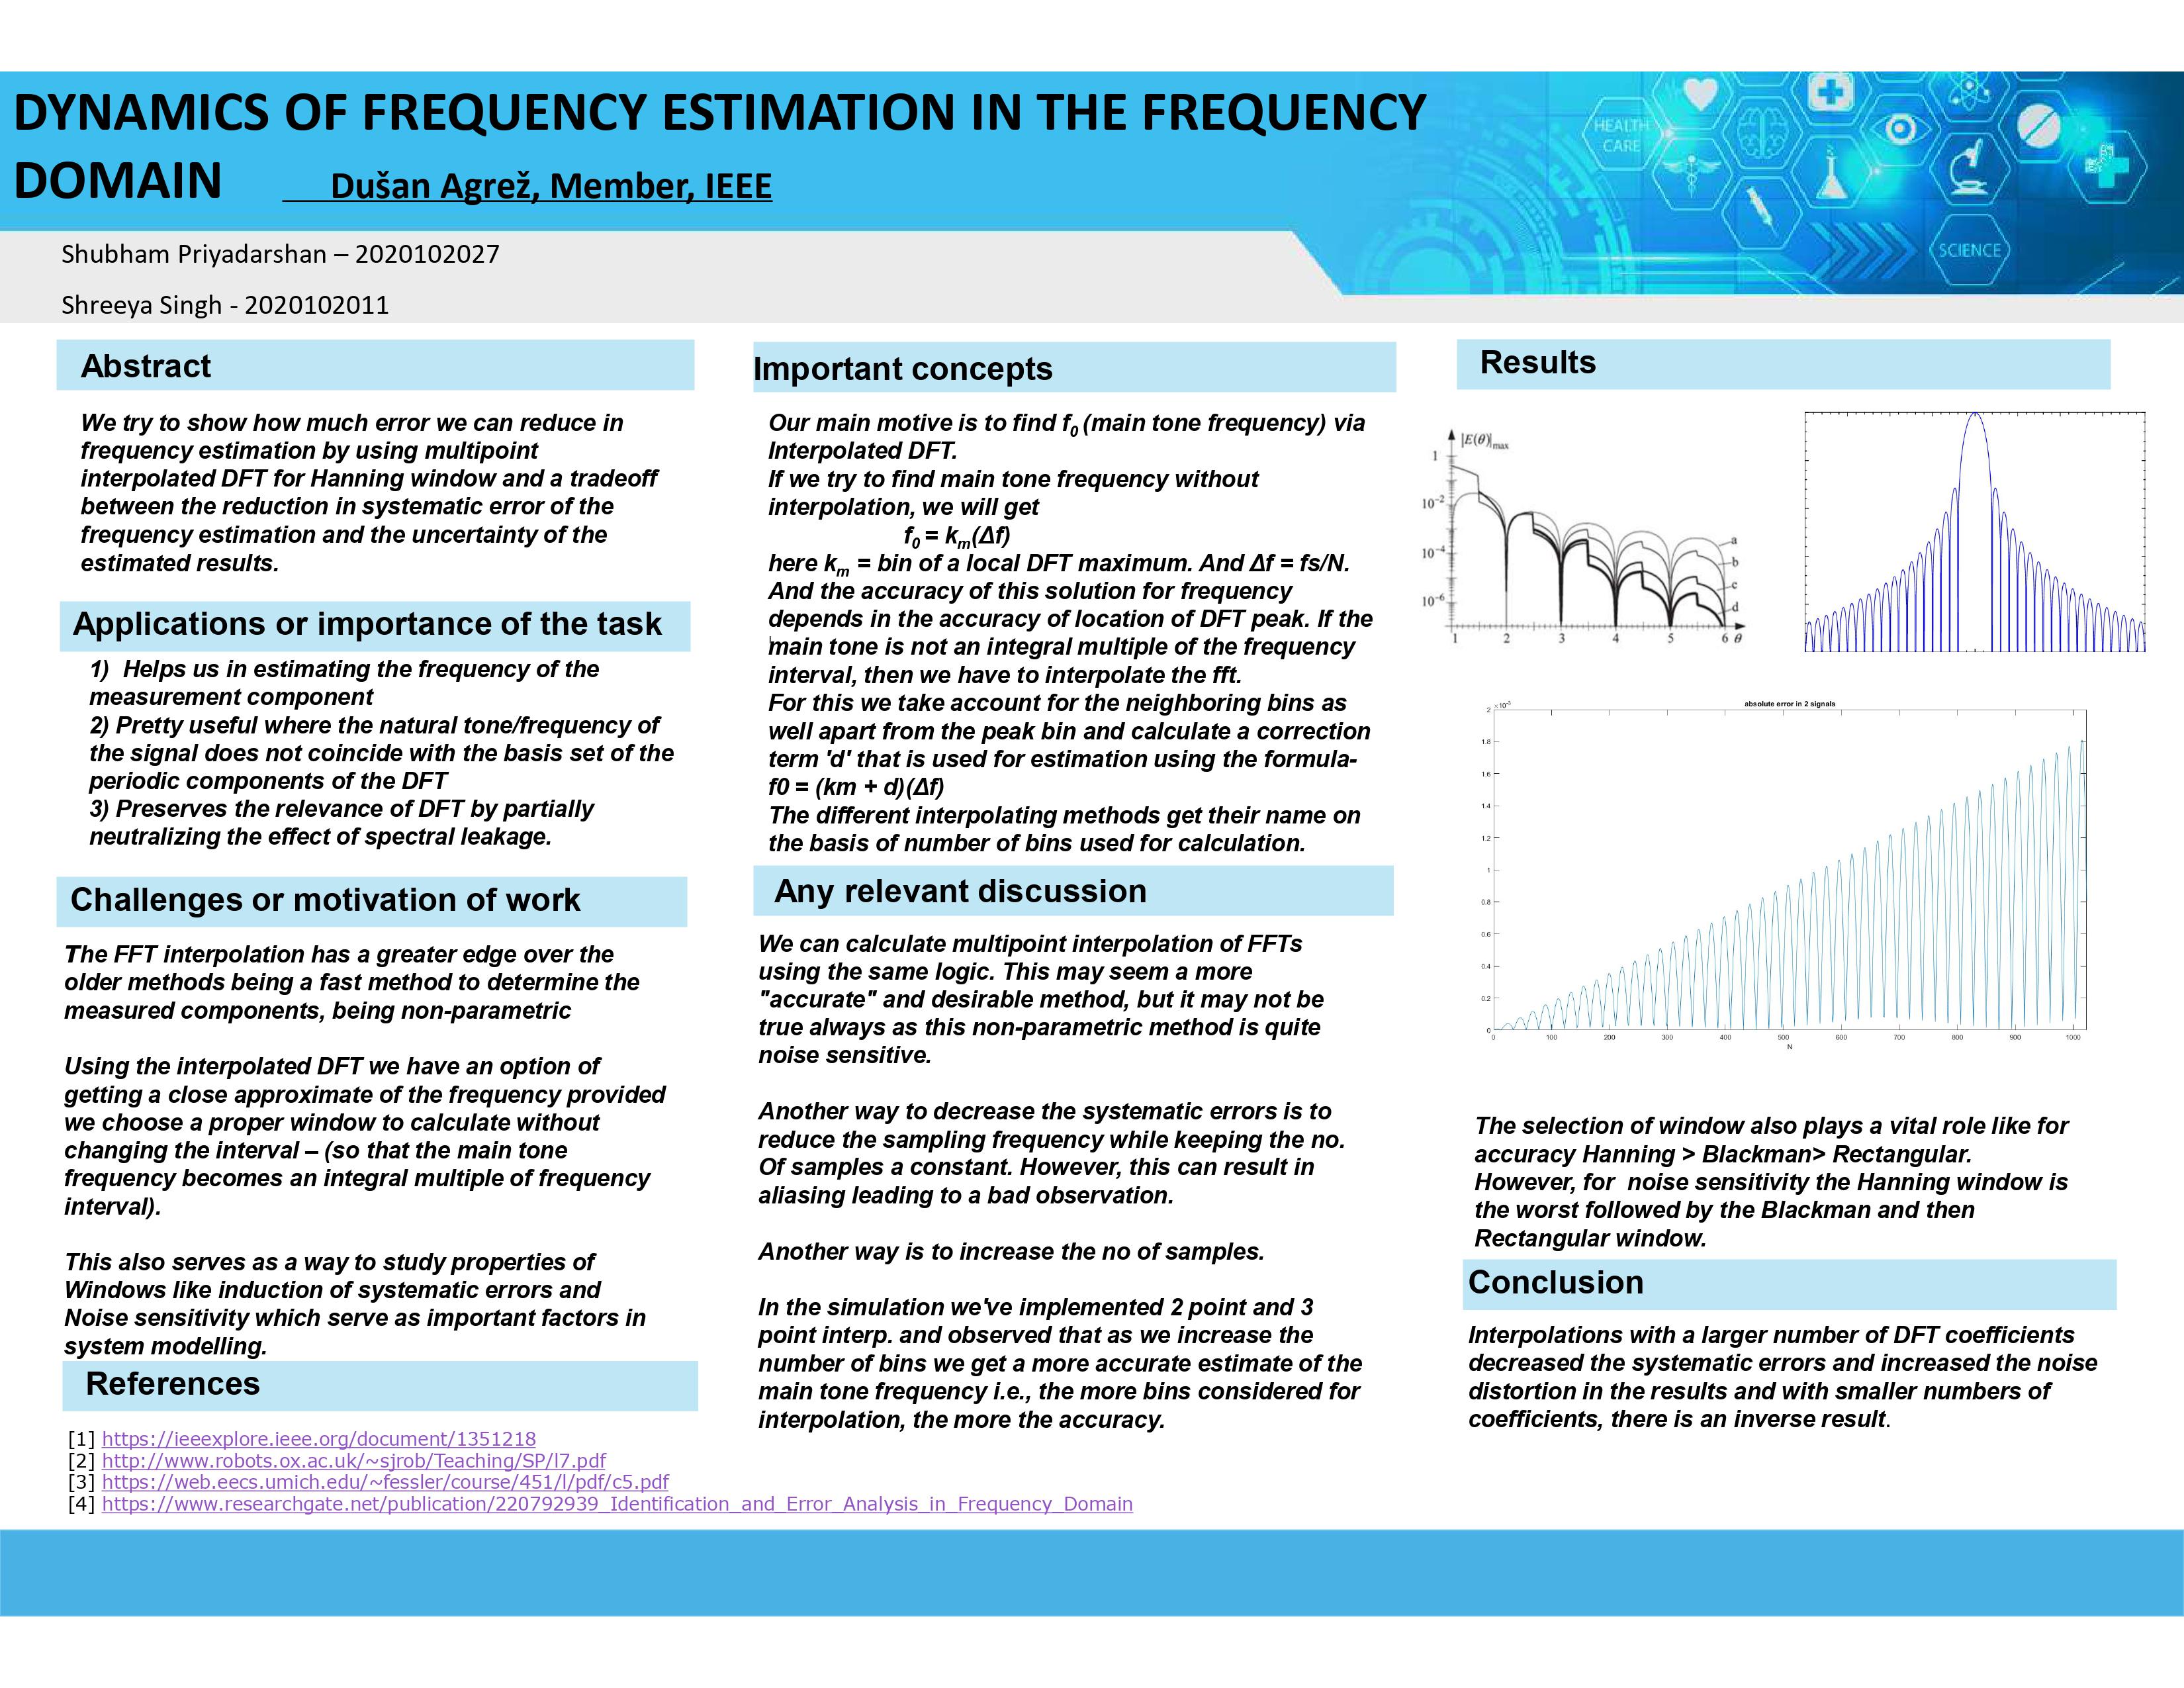 DYNAMICS OF FREQUENCY ESTIMATION IN THE FREQUENCY
DOMAIN Dušan Agrež, Member, IEEE
HEALTH
CARE
SCIENCE
Shubham Priyadarshan – 2020102027
Shreeya Singh - 2020102011
Abstract
We try to show how much error we can reduce in
frequency estimation by using multipoint
interpolated DFT for Hanning window and a tradeoff
between the reduction in systematic error of the
frequency estimation and the uncertainty of the
estimated results.
Applications or importance of the task
1) Helps us in estimating the frequency of the
measurement component
2) Pretty useful where the natural tone/frequency of
the signal does not coincide with the basis set of the
periodic components of the DFT
3) Preserves the relevance of DFT by partially
neutralizing the effect of spectral leakage.
Challenges or motivation of work
The FFT interpolation has a greater edge over the
older methods being a fast method to determine the
measured components, being non-parametric
Using the interpolated DFT we have an option of
getting a close approximate of the frequency provided
we choose a proper window to calculate without
changing the interval – (so that the main tone
frequency becomes an integral multiple of frequency
interval).
This also serves as a way to study properties of
Windows like induction of systematic errors and
Noise sensitivity which serve as important factors in
system modelling.
References
[1] https://ieeexplore.ieee.org/document/1351218
[2] http://www.robots.ox.ac.uk/~sjrob/Teaching/SP/l7.pdf
[3] https://web.eecs.umich.edu/~fessler/course/451/l/pdf/c5.pdf
[4] https://www.researchgate.net/publication/220792939_Identification_and_Error_Analysis_in_Frequency_Domain
Important concepts
Our main motive is to find f0 (main tone frequency) via
Interpolated DFT.
If we try to find main tone frequency without
interpolation, we will get
f0 = km(Δf)
here km = bin of a local DFT maximum. And Δf = fs/N.
And the accuracy of this solution for frequency
depends in the accuracy of location of DFT peak. If the
main tone is not an integral multiple of the frequency
interval, then we have to interpolate the fft.
For this we take account for the neighboring bins as
well apart from the peak bin and calculate a correction
term 'd' that is used for estimation using the formula-
f0 = (km + d)(Δf)
The different interpolating methods get their name on
the basis of number of bins used for calculation.
Any relevant discussion
We can calculate multipoint interpolation of FFTs
using the same logic. This may seem a more
"accurate" and desirable method, but it may not be
true always as this non-parametric method is quite
noise sensitive.
Another way to decrease the systematic errors is to
reduce the sampling frequency while keeping the no.
Of samples a constant. However, this can result in
aliasing leading to a bad observation.
Another way is to increase the no of samples.
In the simulation we've implemented 2 point and 3
point interp. and observed that as we increase the
number of bins we get a more accurate estimate of the
main tone frequency i.e., the more bins considered for
interpolation, the more the accuracy.
Results
|E(θ)|max
1
10-2
10-4
10-6
a
b
c
d
1 2 3 4 5 6 θ
absolute error in 2 signals
×10-3
2
1.8
1.6
1.4
1.2
1
0.8
0.6
0.4
0.2
0
0 100 200 300 400 500 600 700 800 900 1000
N
The selection of window also plays a vital role like for
accuracy Hanning > Blackman> Rectangular.
However, for noise sensitivity the Hanning window is
the worst followed by the Blackman and then
Rectangular window.
Conclusion
Interpolations with a larger number of DFT coefficients
decreased the systematic errors and increased the noise
distortion in the results and with smaller numbers of
coefficients, there is an inverse result.